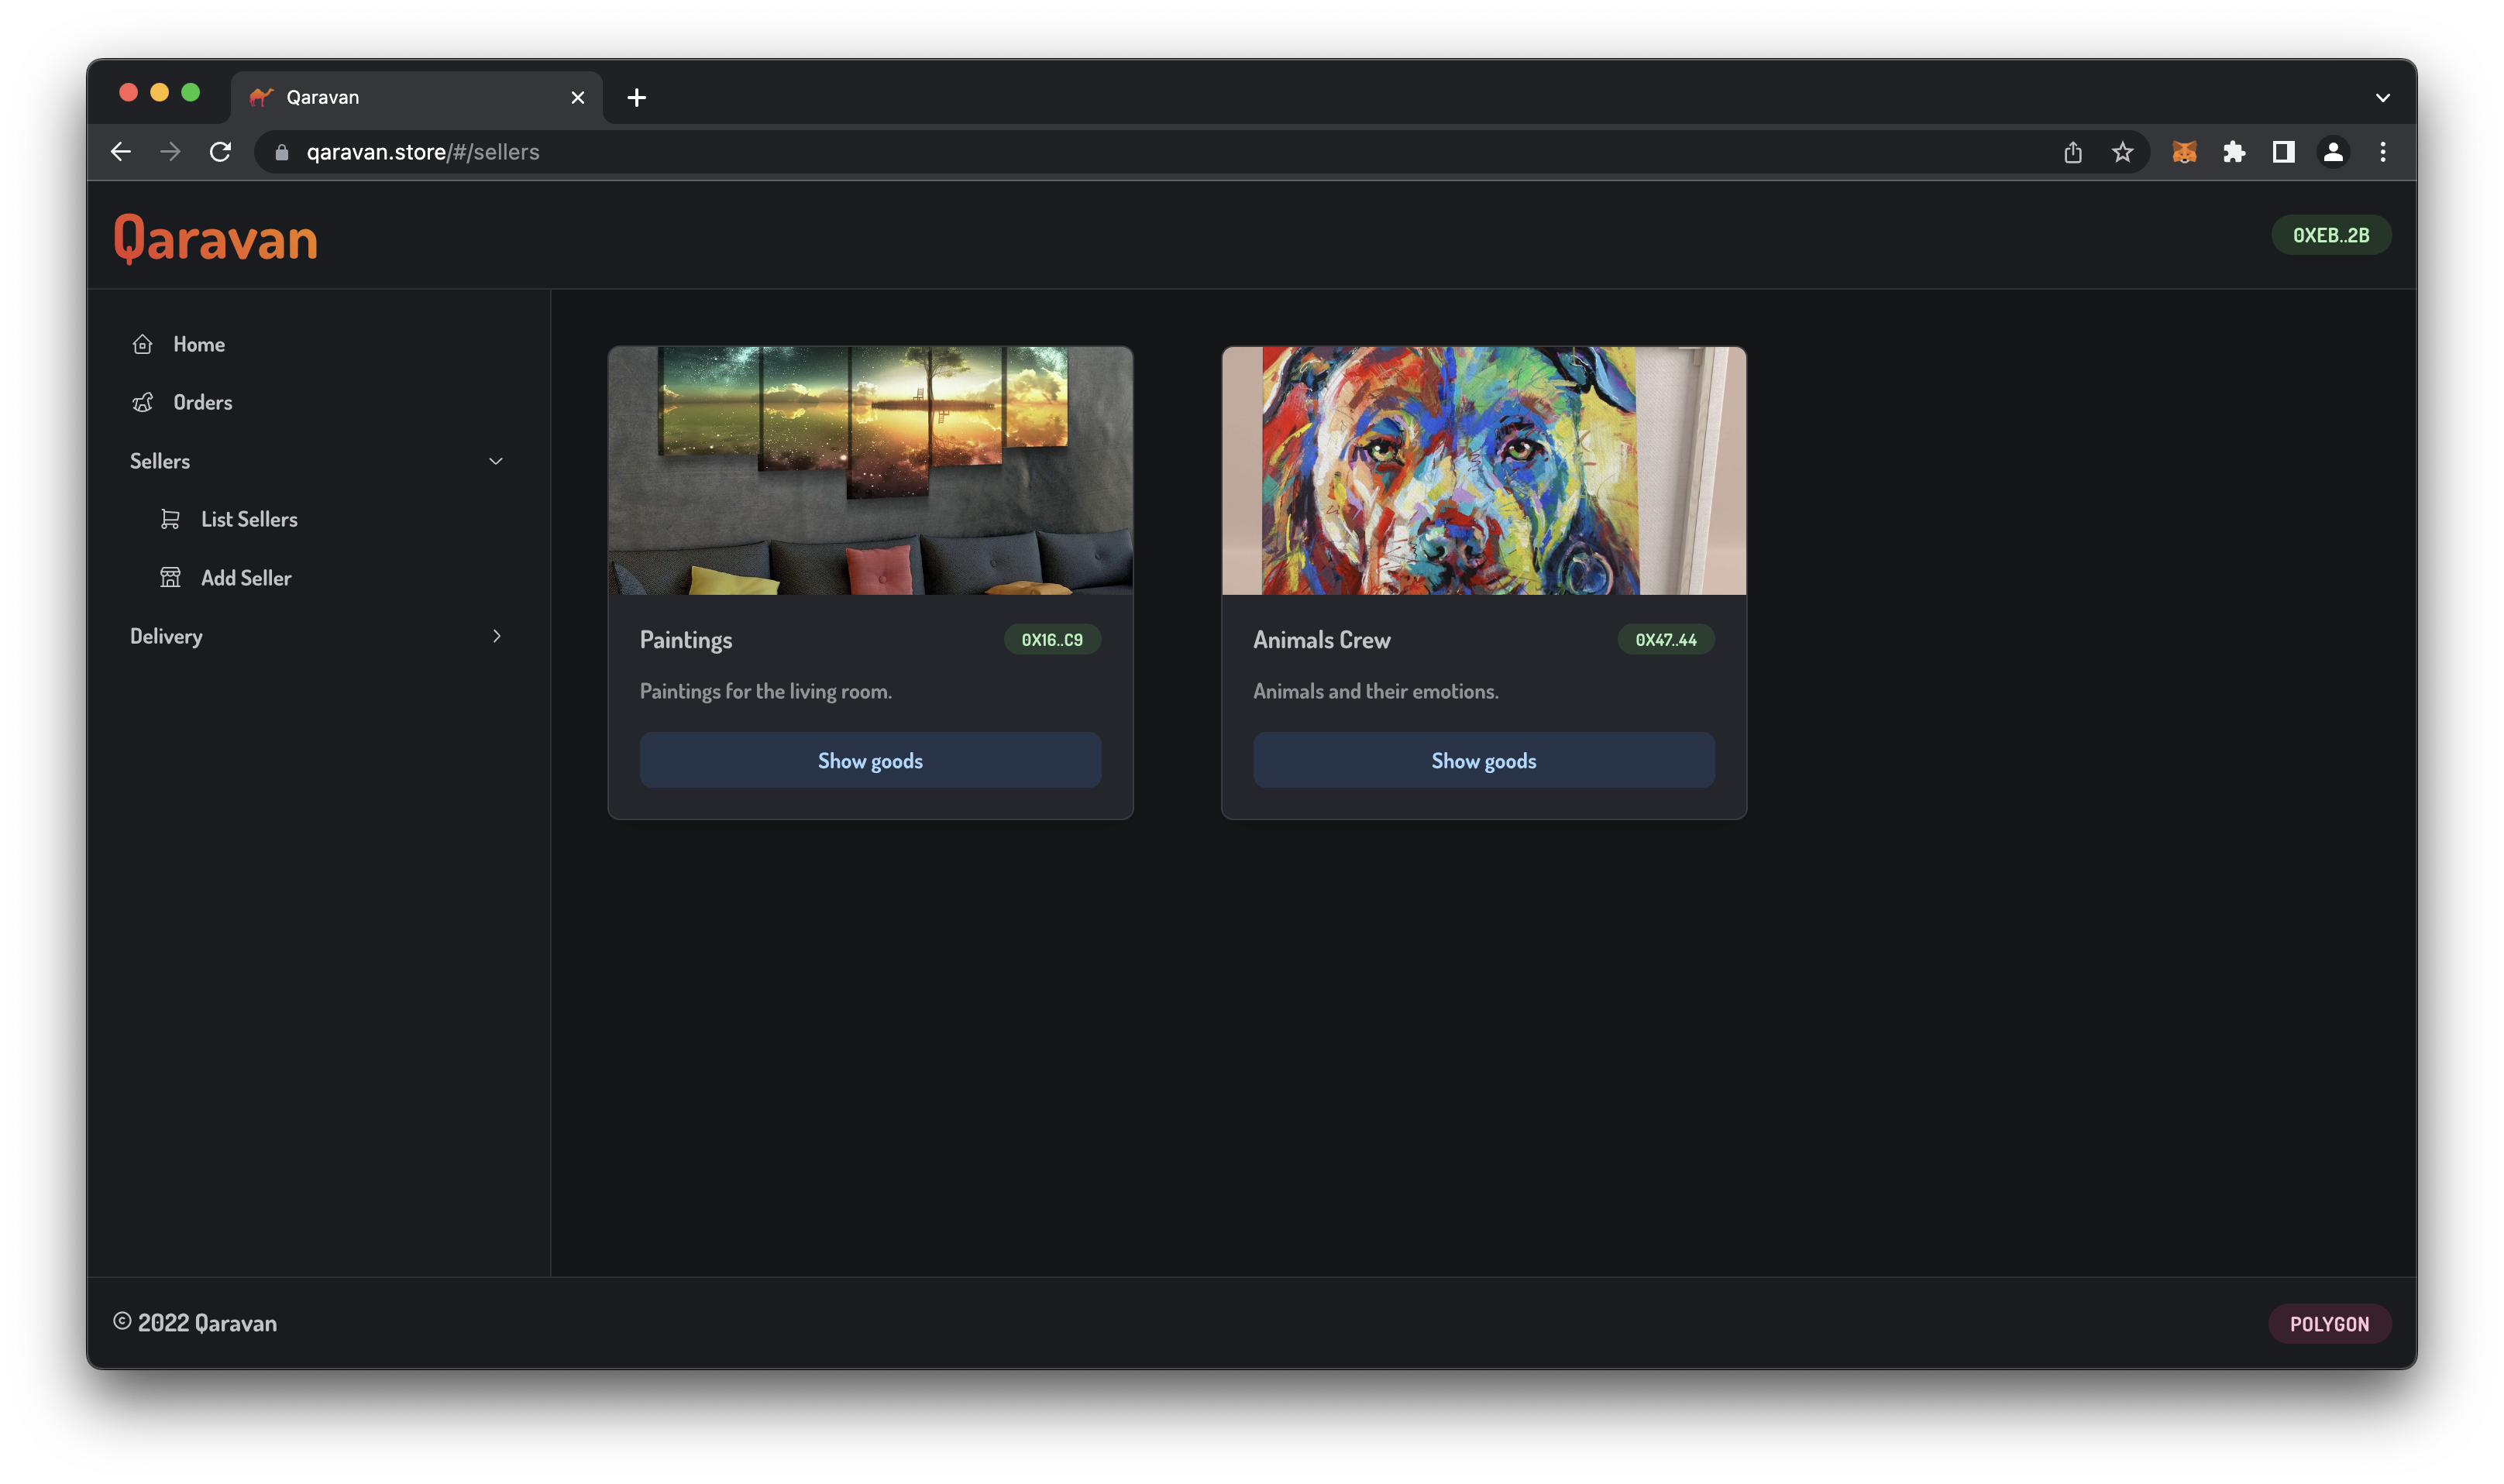 Qaravan
qaravan.store/#/sellers
Qaravan
0XEB..2B
Home
Orders
Sellers
List Sellers
Add Seller
Delivery
Paintings
0X16..C9
Paintings for the living room.
Show goods
Animals Crew
0X47..44
Animals and their emotions.
Show goods
© 2022 Qaravan
POLYGON